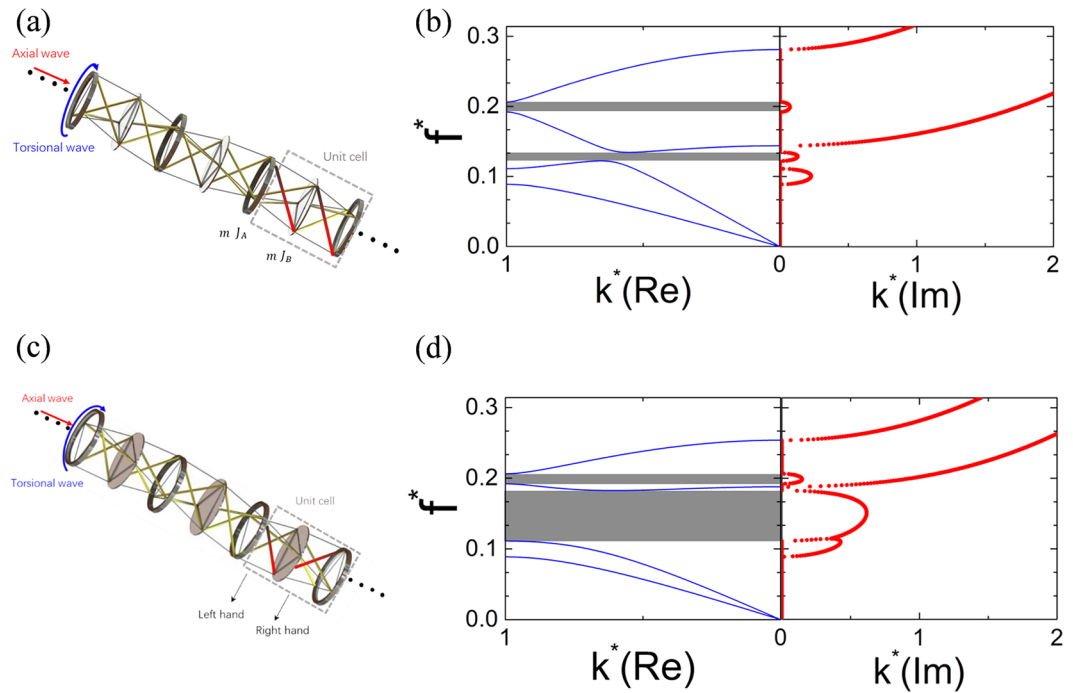 (a)
Axial wave
Torsional wave
Unit cell
m J_A
m J_B
(b)
0.3
0.2
0.1
0.0
f*
1
0
1
2
k*(Re)
k*(Im)
(c)
Axial wave
Torsional wave
Unit cell
Left hand
Right hand
(d)
0.3
0.2
0.1
0.0
f*
1
0
1
2
k*(Re)
k*(Im)